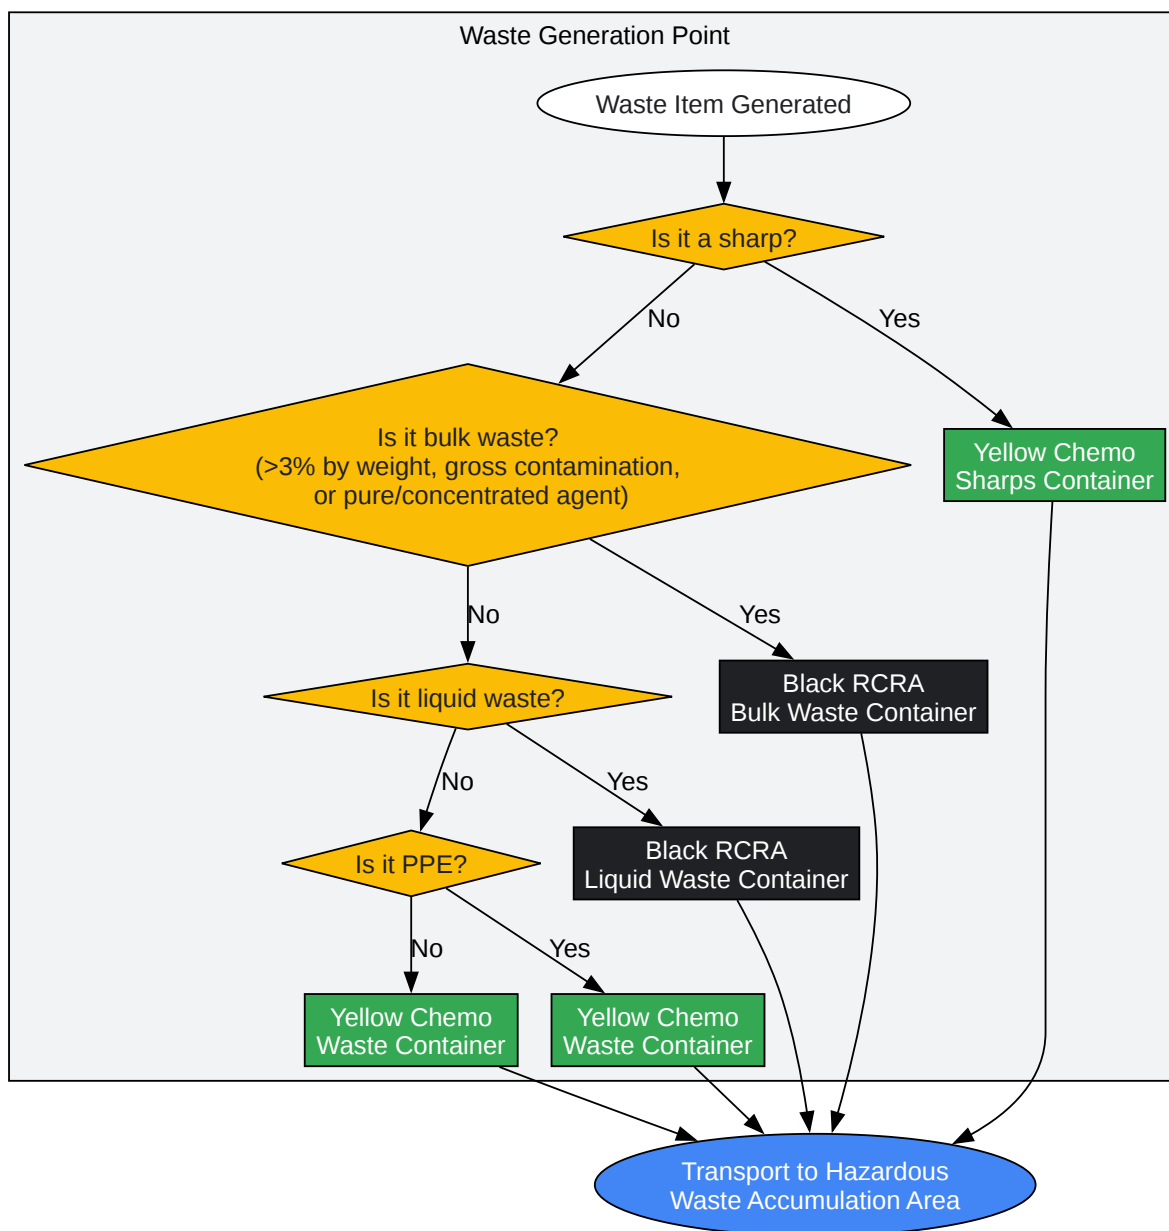 Waste Generation Point
Waste Item Generated
Is it a sharp?
No
Yes
Is it bulk waste?
(>3% by weight, gross contamination,
or pure/concentrated agent)
Yellow Chemo
Sharps Container
No
Yes
Is it liquid waste?
Black RCRA
Bulk Waste Container
No
Yes
Is it PPE?
Black RCRA
Liquid Waste Container
No
Yes
Yellow Chemo
Waste Container
Yellow Chemo
Waste Container
Transport to Hazardous
Waste Accumulation Area